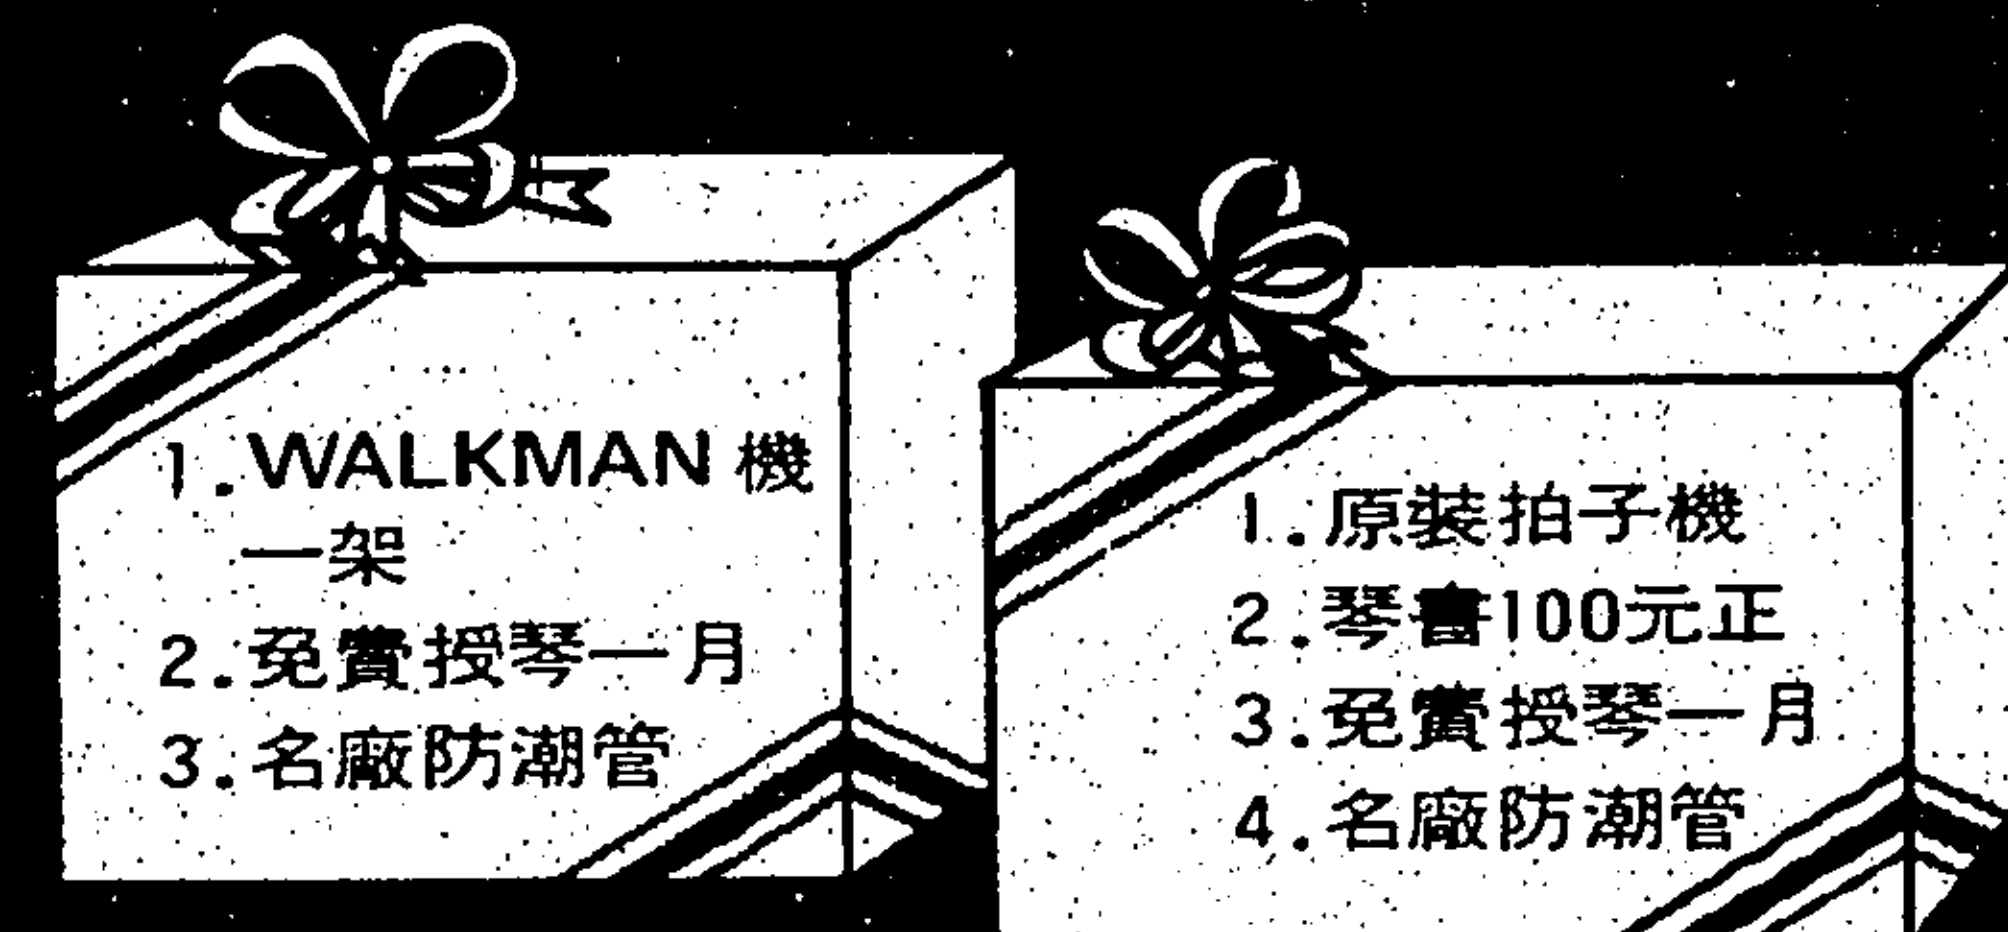 1.WALKMAN 機
一架
2.免費授琴一月
3.名廠防潮管
1.原裝拍子機
2.琴書100元正
3.免費授琴一月
4.名廠防潮管